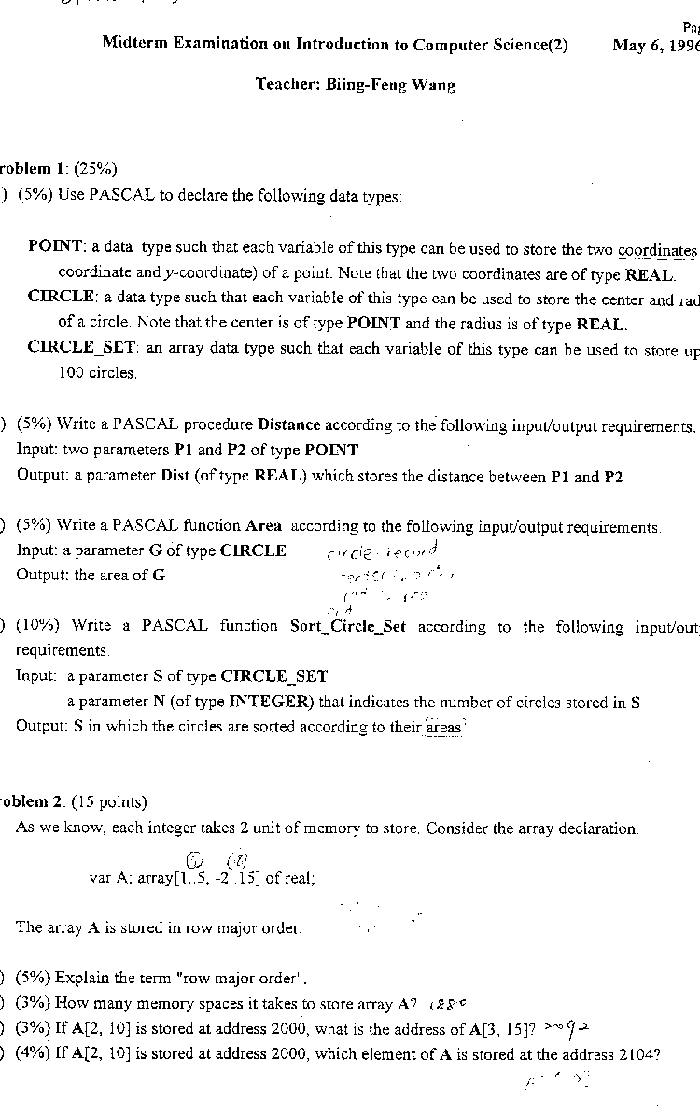 Pag
Midterm Examination on Introduction to Computer Science(2) May 6, 1996
Teacher: Biing-Feng Wang
roblem 1: (25%)
) (5%) Use PASCAL to declare the following data types:
POINT: a data type such that each variable of this type can be used to store the two coordinates
coordinate and y-coordinate) of a point. Note that the two coordinates are of type REAL.
CIRCLE: a data type such that each variable of this type can be used to store the center and rad
of a circle. Note that the center is of type POINT and the radius is of type REAL.
CIRCLE_SET: an array data type such that each variable of this type can be used to store up
100 circles.
) (5%) Write a PASCAL procedure Distance according to the following input/output requirements.
Input: two parameters P1 and P2 of type POINT
Output: a parameter Dist (of type REAL) which stores the distance between P1 and P2
) (5%) Write a PASCAL function Area according to the following input/output requirements.
Input: a parameter G of type CIRCLE circle = record
Output: the area of G
) (10%) Write a PASCAL function Sort_Circle_Set according to the following input/out
requirements.
Input: a parameter S of type CIRCLE_SET
a parameter N (of type INTEGER) that indicates the number of circles stored in S
Output: S in which the circles are sorted according to their areas
oblem 2. (15 points)
As we know, each integer takes 2 unit of memory to store. Consider the array declaration.
var A: array[1..5, -2..15] of real;
The array A is stored in row major order.
) (5%) Explain the term "row major order".
) (3%) How many memory spaces it takes to store array A?
) (3%) If A[2, 10] is stored at address 2000, what is the address of A[3, 15]? 2092
) (4%) If A[2, 10] is stored at address 2000, which element of A is stored at the address 2104?